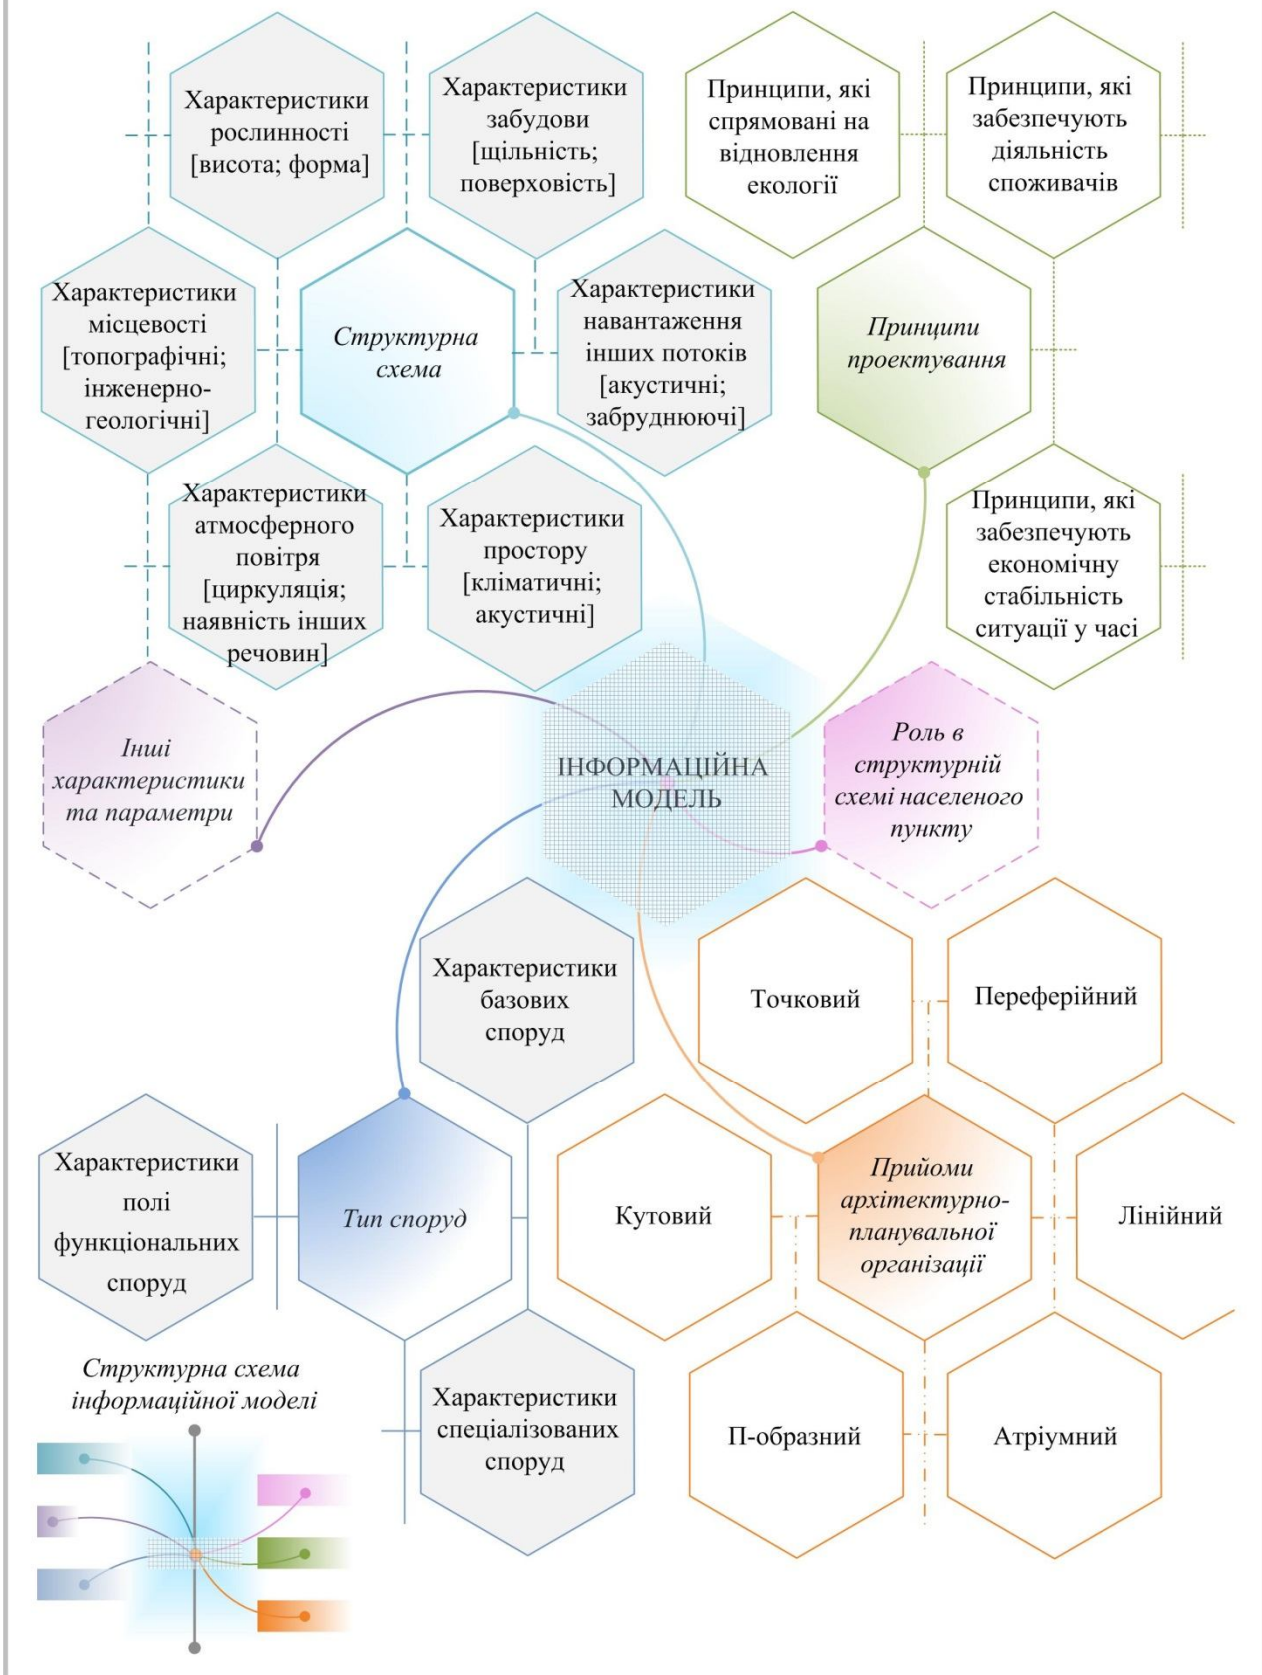 Характеристики
рослинності
[висота; форма]
Характеристики
забудови
[щільність;
поверховість]
Принципи, які
спрямовані на
відновлення
екології
Принципи, які
забезпечують
діяльність
споживачів
Характеристики
місцевості
[топографічні;
інженерно-
геологічні]
Структурна
схема
Характеристики
навантаження
інших потоків
[акустичні;
забруднюючі]
Принципи
проектування
Характеристики
атмосферного
повітря
[циркуляція;
наявність інших
речовин]
Характеристики
простору
[кліматичні;
акустичні]
Принципи, які
забезпечують
економічну
стабільність
ситуації у часі
Інші
характеристики
та параметри
ІНФОРМАЦІЙНА
МОДЕЛЬ
Роль в
структурній
схемі населеного
пункту
Характеристики
базових
споруд
Точковий
Переферійний
Характеристики
полі
функціональних
споруд
Тип споруд
Кутовий
Прийоми
архітектурно-
планувальної
організації
Лінійний
Структурна схема
інформаційної моделі
Характеристики
спеціалізованих
споруд
П-образний
Атріумний